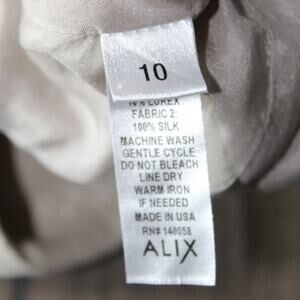 10
10% LUREX
FABRIC 2:
100% SILK
MACHINE WASH
GENTLE CYCLE
DO NOT BLEACH
LINE DRY
WARM IRON
IF NEEDED
MADE IN USA
RN# 140058
ALIX